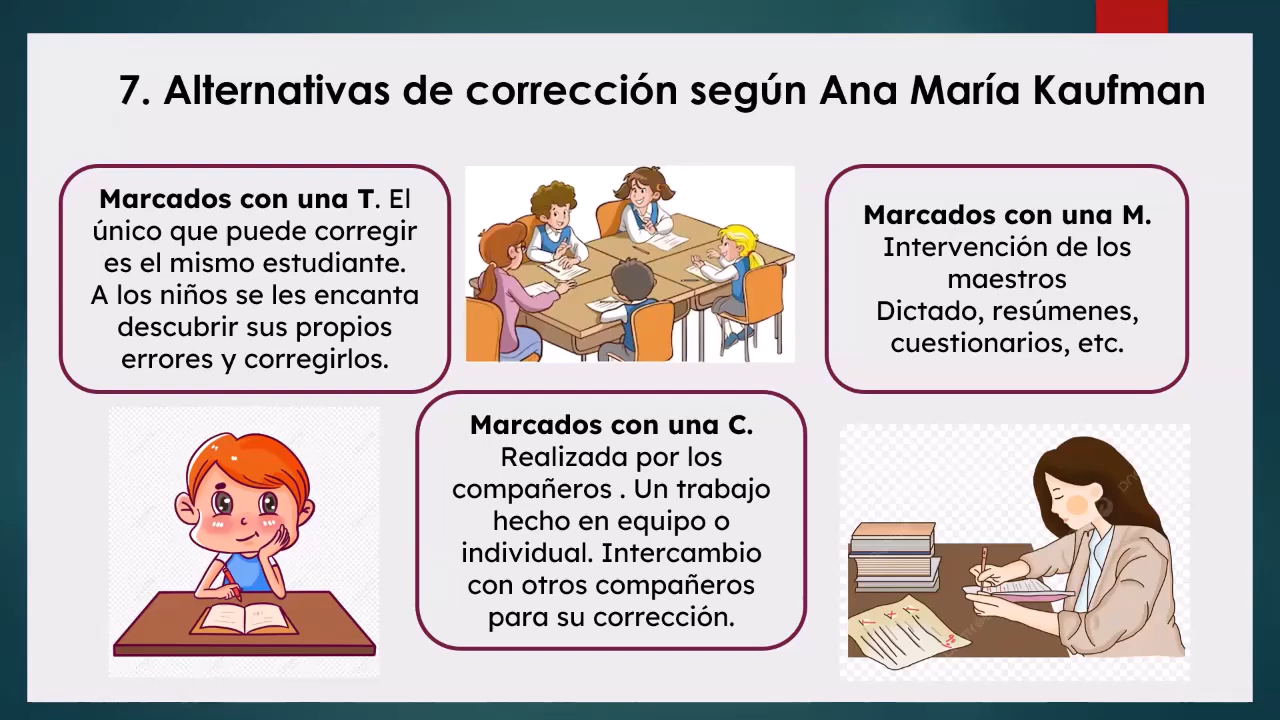 7. Alternativas de corrección según Ana María Kaufman
Marcados con una T. El
único que puede corregir
es el mismo estudiante.
A los niños se les encanta
descubrir sus propios
errores y corregirlos.
Marcados con una C.
Realizada por los
compañeros . Un trabajo
hecho en equipo o
individual. Intercambio
con otros compañeros
para su corrección.
Marcados con una M.
Intervención de los
maestros
Dictado, resúmenes,
cuestionarios, etc.